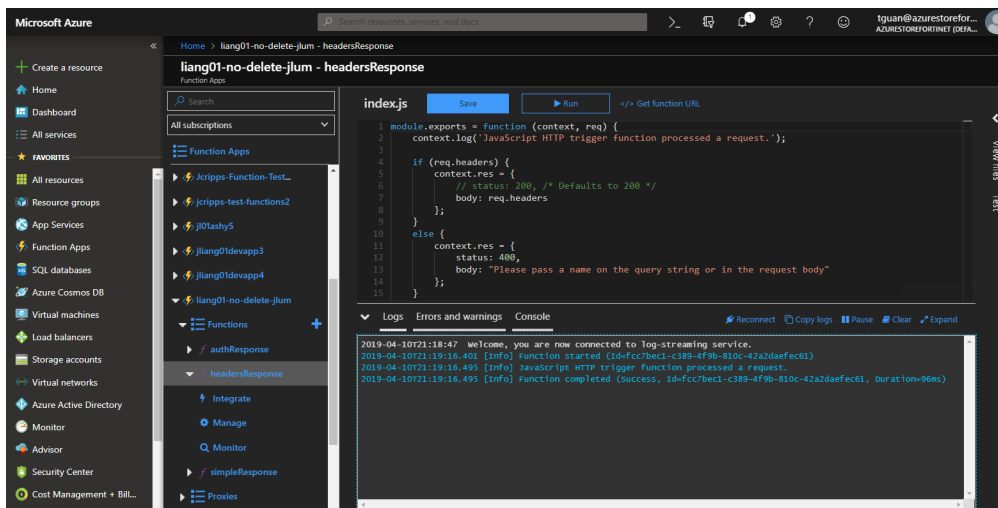 Microsoft Azure
Search resources, services, and docs
1
tguan@azurestorefor...
AZURESTOREFORTINET (DEFA...
Create a resource
Home
Dashboard
All services
FAVORITES
All resources
Resource groups
App Services
Function Apps
SQL databases
Azure Cosmos DB
Virtual machines
Load balancers
Storage accounts
Virtual networks
Azure Active Directory
Monitor
Advisor
Security Center
Cost Management + Bill...
Home > liang01-no-delete-jlum - headersResponse
liang01-no-delete-jlum - headersResponse
Function Apps
Search
All subscriptions
Function Apps
Jcripps-Function-Test...
jcripps-test-functions2
jl01ashy5
jliang01devapp3
jliang01devapp4
liang01-no-delete-jlum
Functions
authResponse
headersResponse
Integrate
Manage
Monitor
simpleResponse
Proxies
index.js Save Run </> Get function URL
1 module.exports = function (context, req) {
2 context.log('JavaScript HTTP trigger function processed a request.');
3
4 if (req.headers) {
5 context.res = {
6 // status: 200, /* Defaults to 200 */
7 body: req.headers
8 };
9 }
10 else {
11 context.res = {
12 status: 400,
13 body: "Please pass a name on the query string or in the request body"
14 };
15 }
View files
Test
Logs Errors and warnings Console
Reconnect Copy logs Pause Clear Expand
2019-04-10T21:18:47 Welcome, you are now connected to log-streaming service.
2019-04-10T21:19:16.401 [Info] Function started (Id=fcc7bec1-c389-4f9b-810c-42a2daefec61)
2019-04-10T21:19:16.495 [Info] JavaScript HTTP trigger function processed a request.
2019-04-10T21:19:16.495 [Info] Function completed (Success, Id=fcc7bec1-c389-4f9b-810c-42a2daefec61, Duration=96ms)